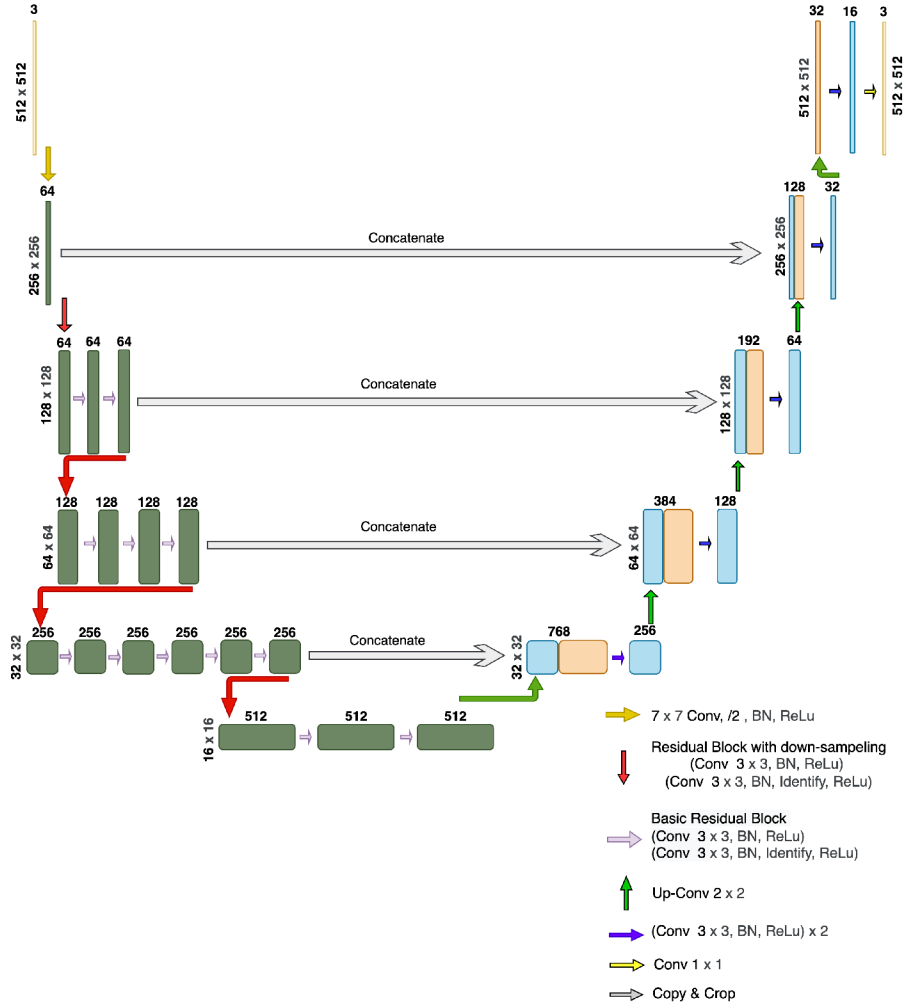 3
512 x 512
32
16
3
512 x 512
512 x 512
64
256 x 256
Concatenate
128
32
256 x 256
64
64
64
128 x 128
Concatenate
192
64
128 x 128
128
128
128
128
64 x 64
Concatenate
384
128
64 x 64
256
256
256
256
256
256
32 x 32
Concatenate
768
256
32 x 32
512
512
512
16 x 16
7 x 7 Conv, /2 , BN, ReLu
Residual Block with down-sampeling
(Conv 3 x 3, BN, ReLu)
(Conv 3 x 3, BN, Identify, ReLu)
Basic Residual Block
(Conv 3 x 3, BN, ReLu)
(Conv 3 x 3, BN, Identify, ReLu)
Up-Conv 2 x 2
(Conv 3 x 3, BN, ReLu) x 2
Conv 1 x 1
Copy & Crop